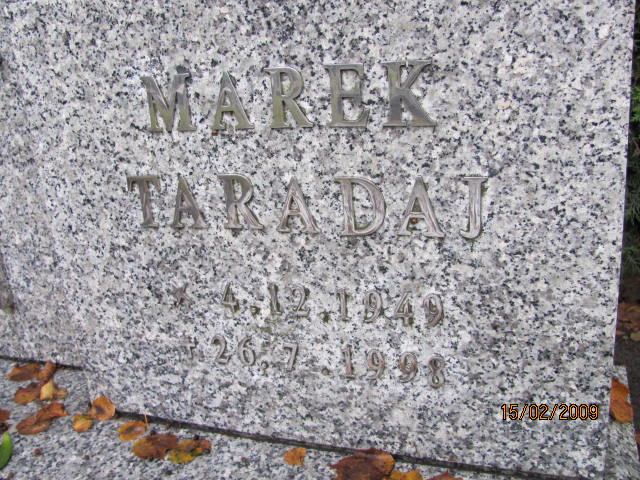 MAREK
TARADAJ
* 4.12.1949
+ 26.7.1998
15/02/2009